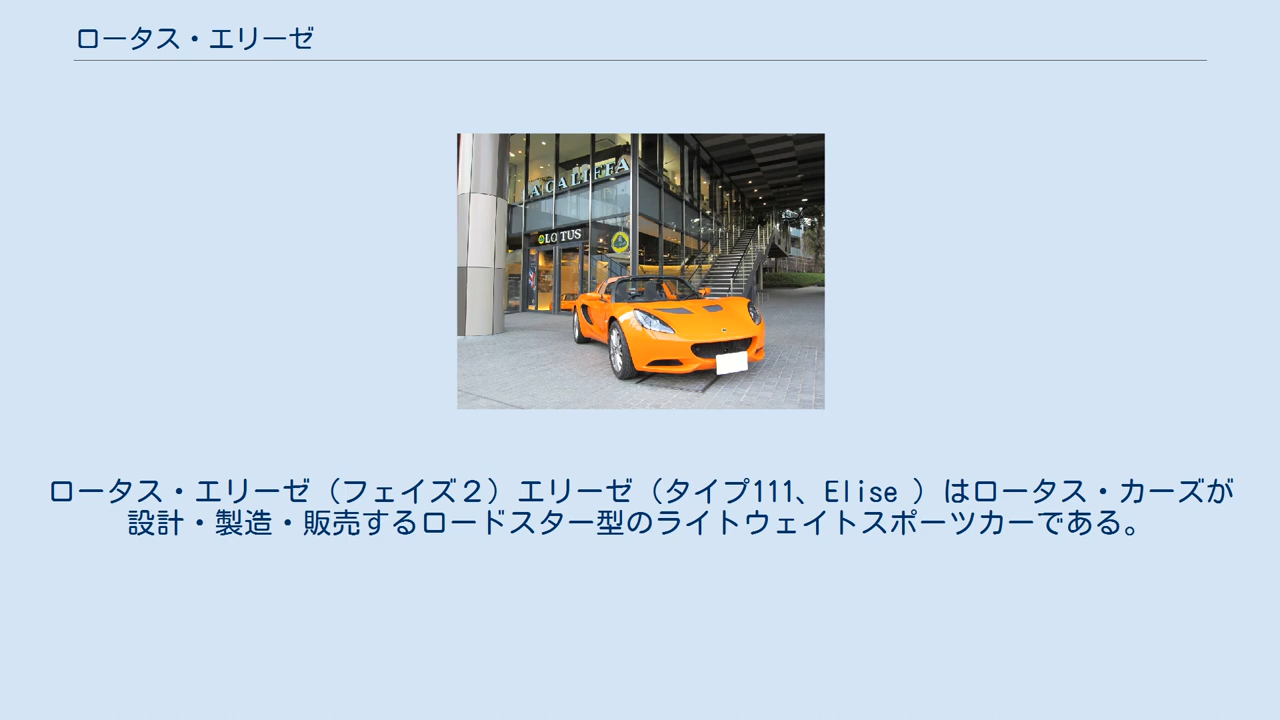 ロータス・エリーゼ
LA CALIFFA
LOTUS
ロータス・エリーゼ（フェイズ２）エリーゼ（タイプ111、Elise ）はロータス・カーズが
設計・製造・販売するロードスター型のライトウェイトスポーツカーである。